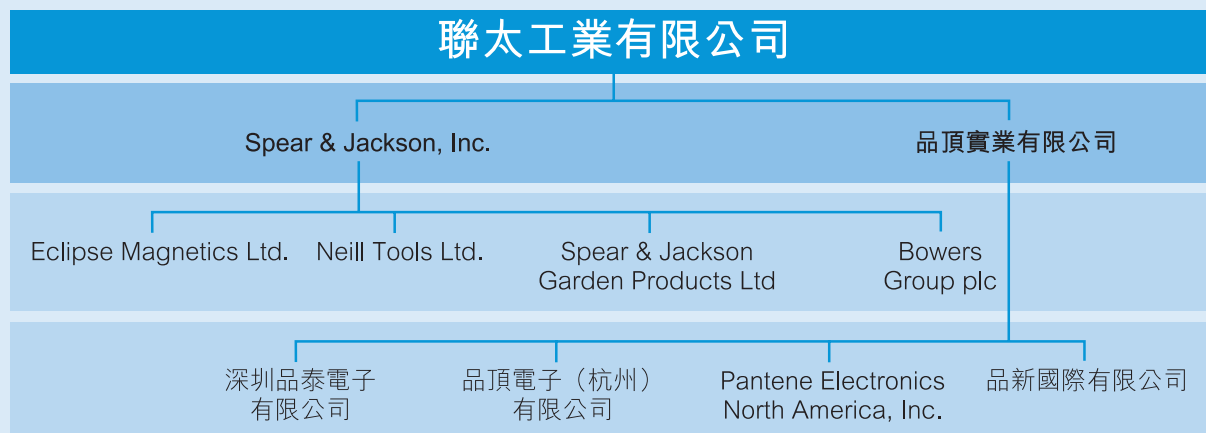 聯太工業有限公司
Spear & Jackson, Inc.
品頂實業有限公司
Eclipse Magnetics Ltd.
Neill Tools Ltd.
Spear & Jackson
Garden Products Ltd
Bowers
Group plc
深圳品泰電子
有限公司
品頂電子（杭州）
有限公司
Pantene Electronics
North America, Inc.
品新國際有限公司